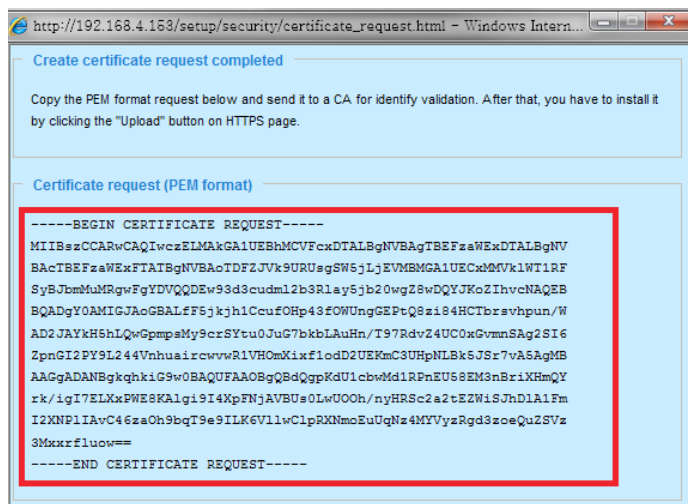 http://192.168.4.153/setup/security/certificate_request.html - Windows Intern...
Create certificate request completed
Copy the PEM format request below and send it to a CA for identify validation. After that, you have to install it
by clicking the "Upload" button on HTTPS page.
Certificate request (PEM format)
-----BEGIN CERTIFICATE REQUEST-----
MIIBszCCARwCAQIwczELMAkGA1UEBhMCVFcxDTALBgNVBAgTBEFzaWExDTALBgNV
BAcTBEFzaWExFTATBgNVBAoTDFZJVk9URUsgSW5jLjEVMBMGA1UECxMMVklWT1RF
SyBJbmMuMRgwFgYDVQQDEw93d3cudml2b3Rlay5jb20wgZ8wDQYJKoZIhvcNAQEB
BQADgY0AMIGJAoGBALfF5jkjh1CcufOHp43fOWUngGEPtQ8zi84HCTbrsvhpun/W
AD2JAYkH5hLQwGpmpsMy9crSYtu0JuG7bkbLAuHn/T97RdvZ4UC0xGvmnSAg2SI6
ZpnGI2PY9L244VnhuaircwvwR1VHOmXixf1odD2UEKmC3UHpNLBk5JSr7vA5AgMB
AAGgADANBgkqhkiG9w0BAQUFAAOBgQBdQgpKdU1cbwMd1RPnEU58EM3nBriXHmQY
rk/igI7ELXxPWE8KAlgi9I4XpFNjAVBUs0LwUOOh/nyHRSc2a2tEZWiSJhDlA1Fm
I2XNPlIAvC46zaOh9bqT9e9ILK6VllwClpRXNmoEuUqNz4MYVyzRgd3zoeQuZSVz
3Mxxrfluow==
-----END CERTIFICATE REQUEST-----